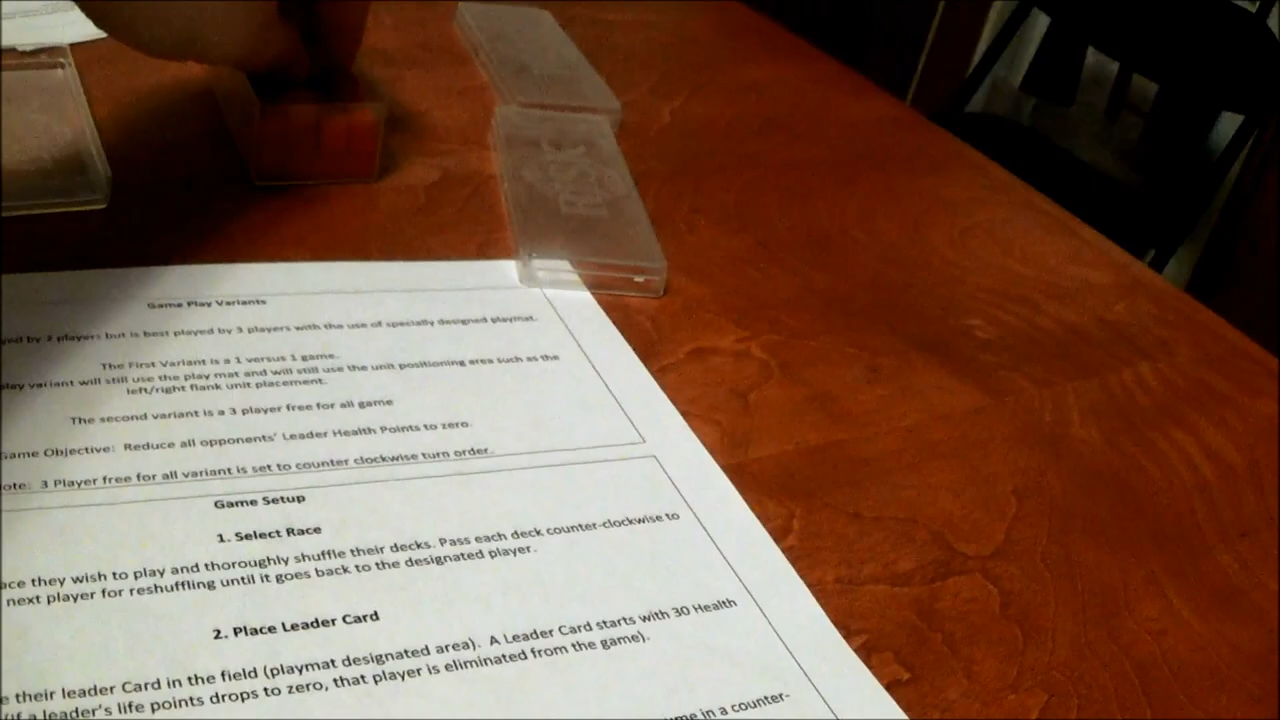 RISK
Game Play Variants
yed by 2 players but is best played by 3 players with the use of specially designed playmat.
The First Variant is a 1 versus 1 game.
play variant will still use the play mat and will still use the unit positioning area such as the
left/right flank unit placement.
The second variant is a 3 player free for all game
Game Objective: Reduce all opponents' Leader Health Points to zero.
ote: 3 Player free for all variant is set to counter clockwise turn order.
Game Setup
1. Select Race
ace they wish to play and thoroughly shuffle their decks. Pass each deck counter-clockwise to
next player for reshuffling until it goes back to the designated player.
2. Place Leader Card
e their leader Card in the field (playmat designated area). A Leader Card starts with 30 Health
(if a leader's life points drops to zero, that player is eliminated from the game).
ume in a counter-